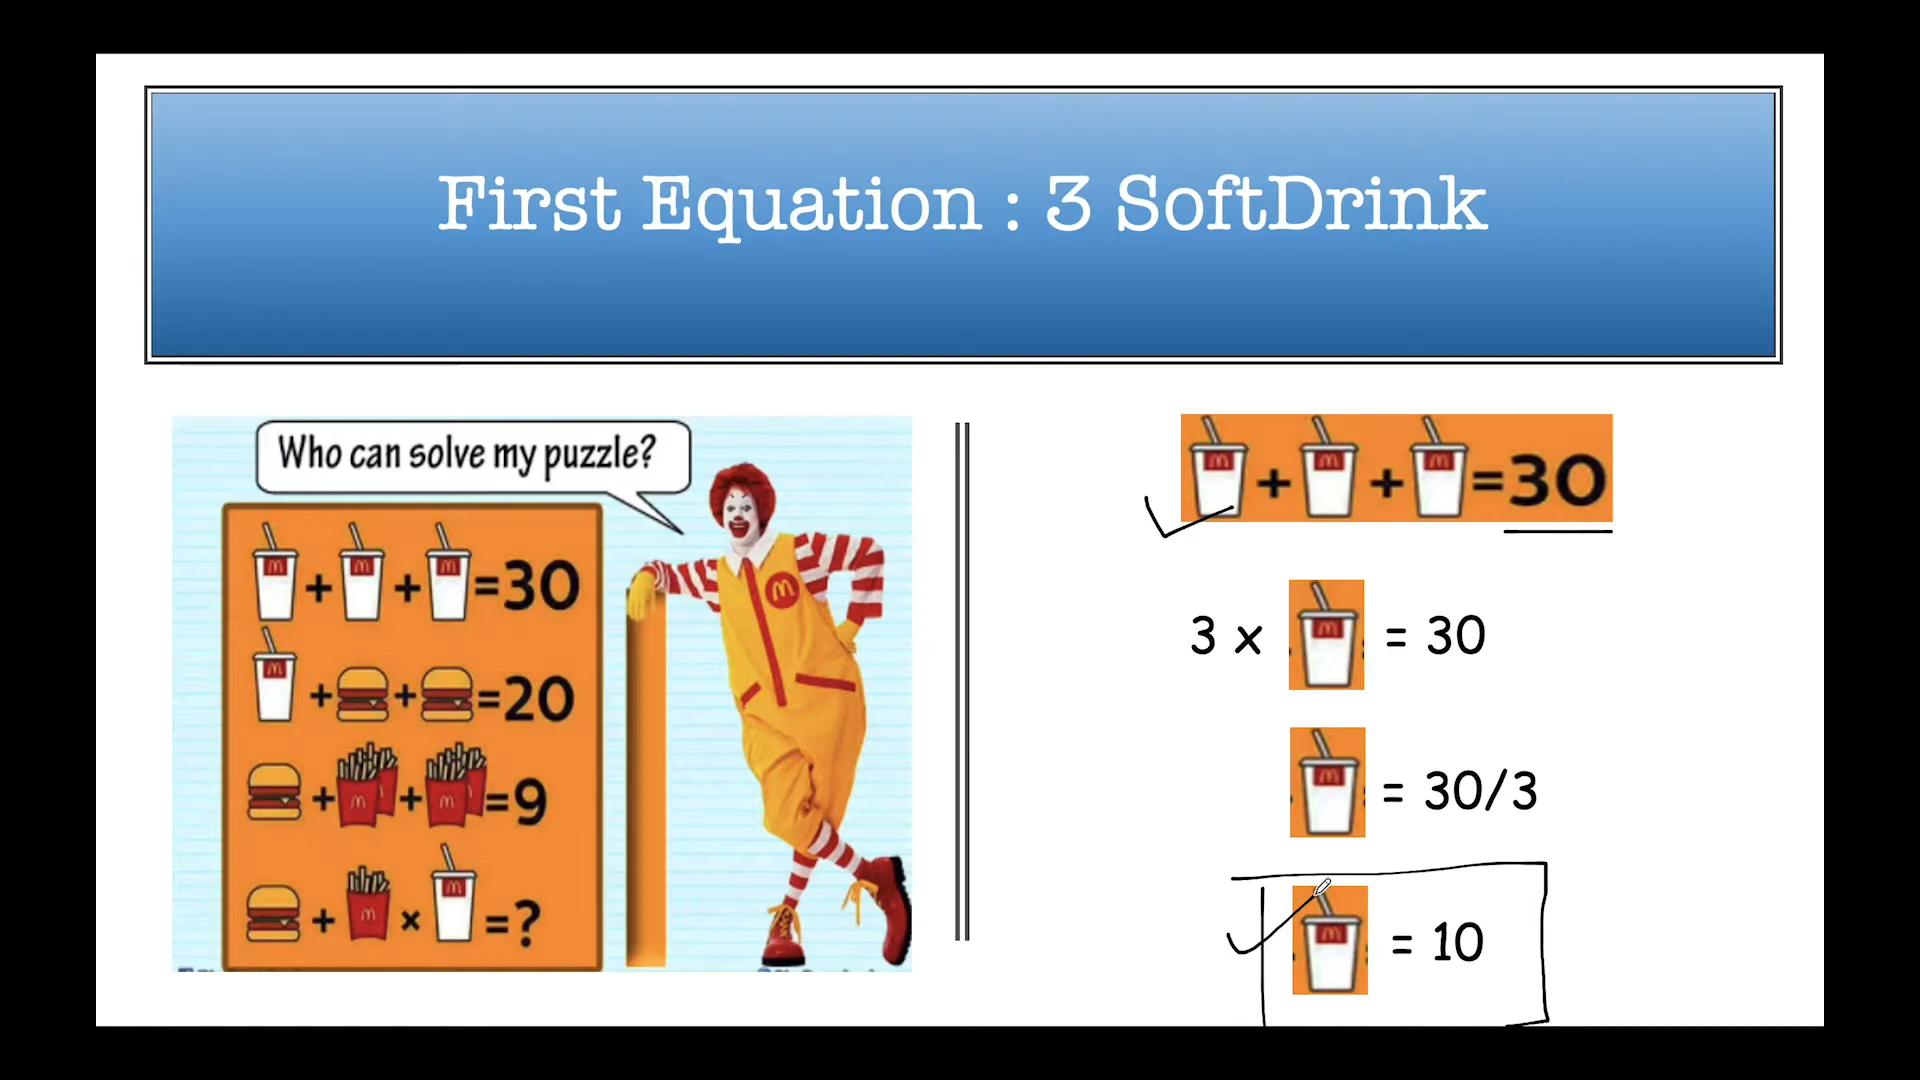 First Equation : 3 SoftDrink
Who can solve my puzzle?
+ + =30
+ + =20
+ + =9
+ × =?
+ + =30
3 x = 30
= 30/3
= 10